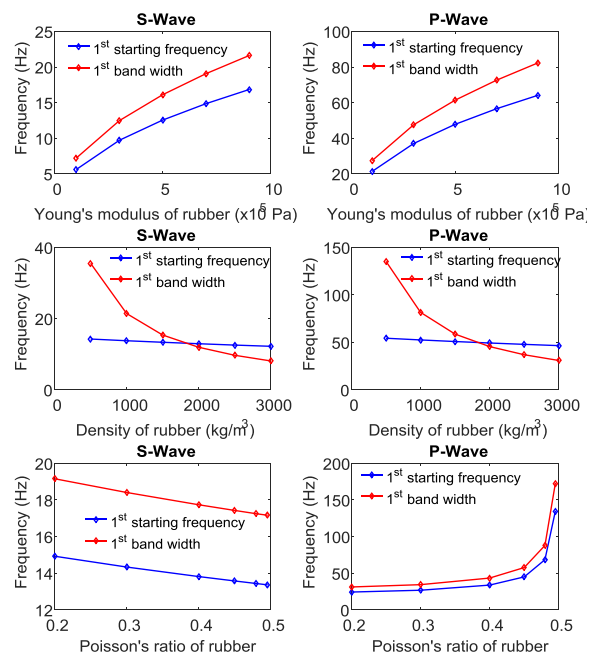 S-Wave
25
20
15
10
5
Frequency (Hz)
1st starting frequency
1st band width
0 5 10
Young's modulus of rubber (x10^5 Pa)
P-Wave
100
80
60
40
20
Frequency (Hz)
1st starting frequency
1st band width
0 5 10
Young's modulus of rubber (x10^5 Pa)
S-Wave
40
20
0
Frequency (Hz)
1st starting frequency
1st band width
0 1000 2000 3000
Density of rubber (kg/m^3)
P-Wave
150
100
50
0
Frequency (Hz)
1st starting frequency
1st band width
0 1000 2000 3000
Density of rubber (kg/m^3)
S-Wave
20
18
16
14
12
Frequency (Hz)
1st starting frequency
1st band width
0.2 0.3 0.4 0.5
Poisson's ratio of rubber
P-Wave
200
150
100
50
0
Frequency (Hz)
1st starting frequency
1st band width
0.2 0.3 0.4 0.5
Poisson's ratio of rubber